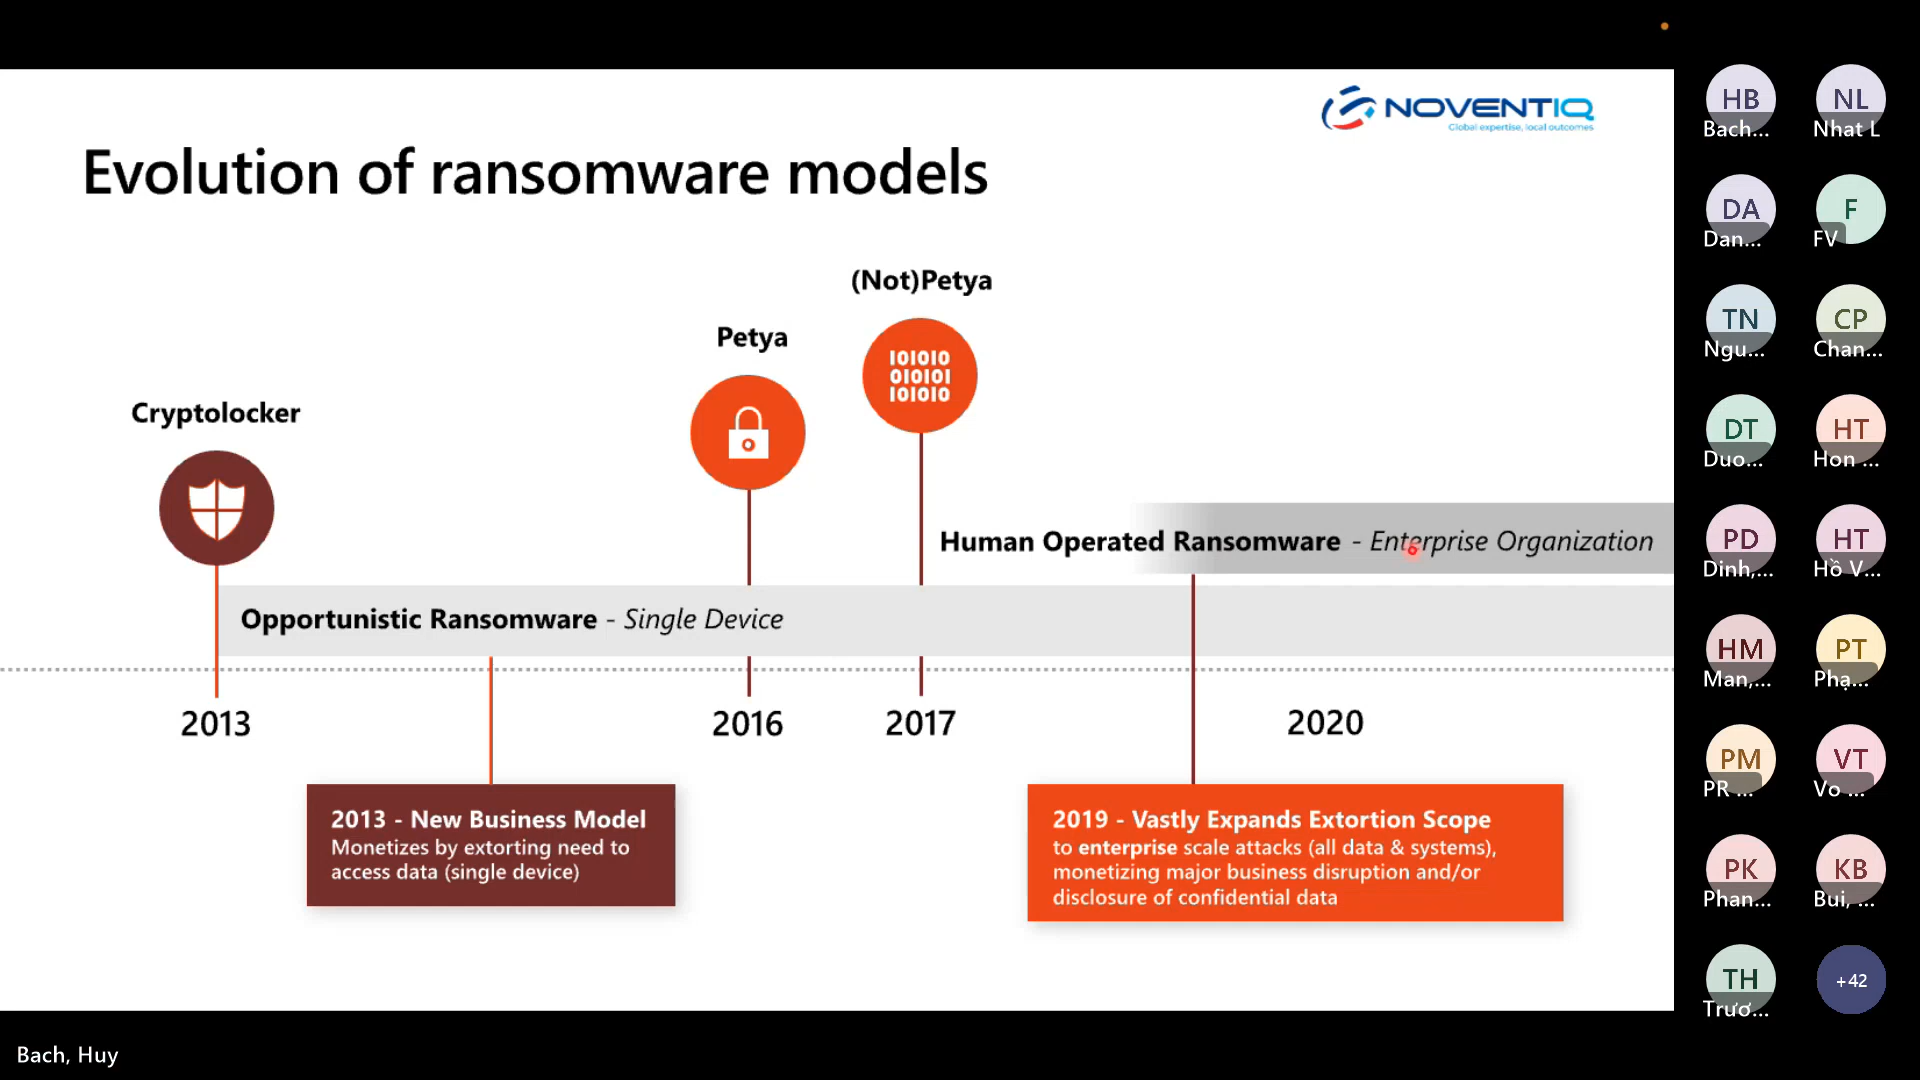 NOVENTIQ
Global expertise, local outcomes
Evolution of ransomware models
(Not)Petya
Petya
Cryptolocker
101010
010101
101010
Human Operated Ransomware - Enterprise Organization
Opportunistic Ransomware - Single Device
2013
2016
2017
2020
2013 - New Business Model
Monetizes by extorting need to
access data (single device)
2019 - Vastly Expands Extortion Scope
to enterprise scale attacks (all data & systems),
monetizing major business disruption and/or
disclosure of confidential data
HB
Bach...
NL
Nhat L
DA
Dan...
F
FV
TN
Ngu...
CP
Chan...
DT
Duo...
HT
Hon ...
PD
Dinh,...
HT
Hồ V...
HM
Man,...
PT
Phạ...
PM
PR ...
VT
Vo ...
PK
Phan...
KB
Bui, ...
TH
Trươ...
+42
Bach, Huy